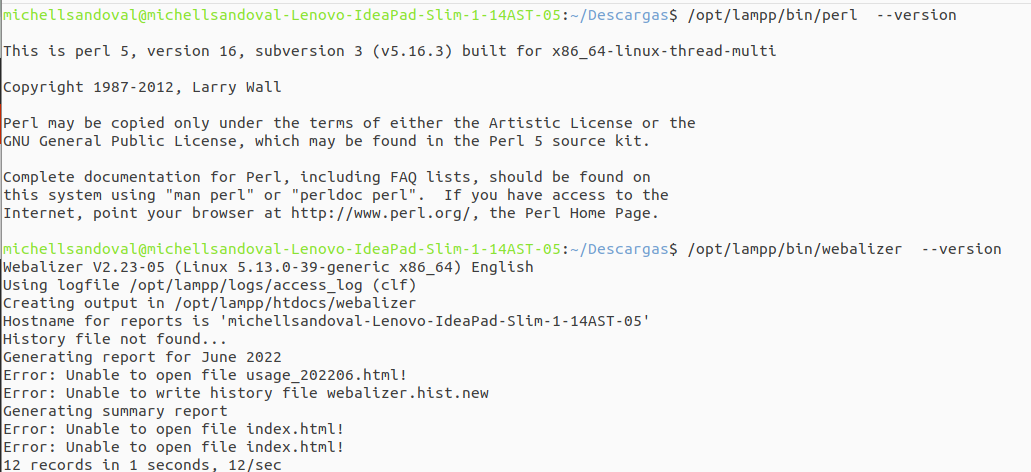 michellsandoval@michellsandoval-Lenovo-IdeaPad-Slim-1-14AST-05:~/Descargas$ /opt/lampp/bin/perl  --version
This is perl 5, version 16, subversion 3 (v5.16.3) built for x86_64-linux-thread-multi
Copyright 1987-2012, Larry Wall
Perl may be copied only under the terms of either the Artistic License or the
GNU General Public License, which may be found in the Perl 5 source kit.
Complete documentation for Perl, including FAQ lists, should be found on
this system using "man perl" or "perldoc perl".  If you have access to the
Internet, point your browser at http://www.perl.org/, the Perl Home Page.
michellsandoval@michellsandoval-Lenovo-IdeaPad-Slim-1-14AST-05:~/Descargas$ /opt/lampp/bin/webalizer  --version
Webalizer V2.23-05 (Linux 5.13.0-39-generic x86_64) English
Using logfile /opt/lampp/logs/access_log (clf)
Creating output in /opt/lampp/htdocs/webalizer
Hostname for reports is 'michellsandoval-Lenovo-IdeaPad-Slim-1-14AST-05'
History file not found...
Generating report for June 2022
Error: Unable to open file usage_202206.html!
Error: Unable to write history file webalizer.hist.new
Generating summary report
Error: Unable to open file index.html!
Error: Unable to open file index.html!
12 records in 1 seconds, 12/sec